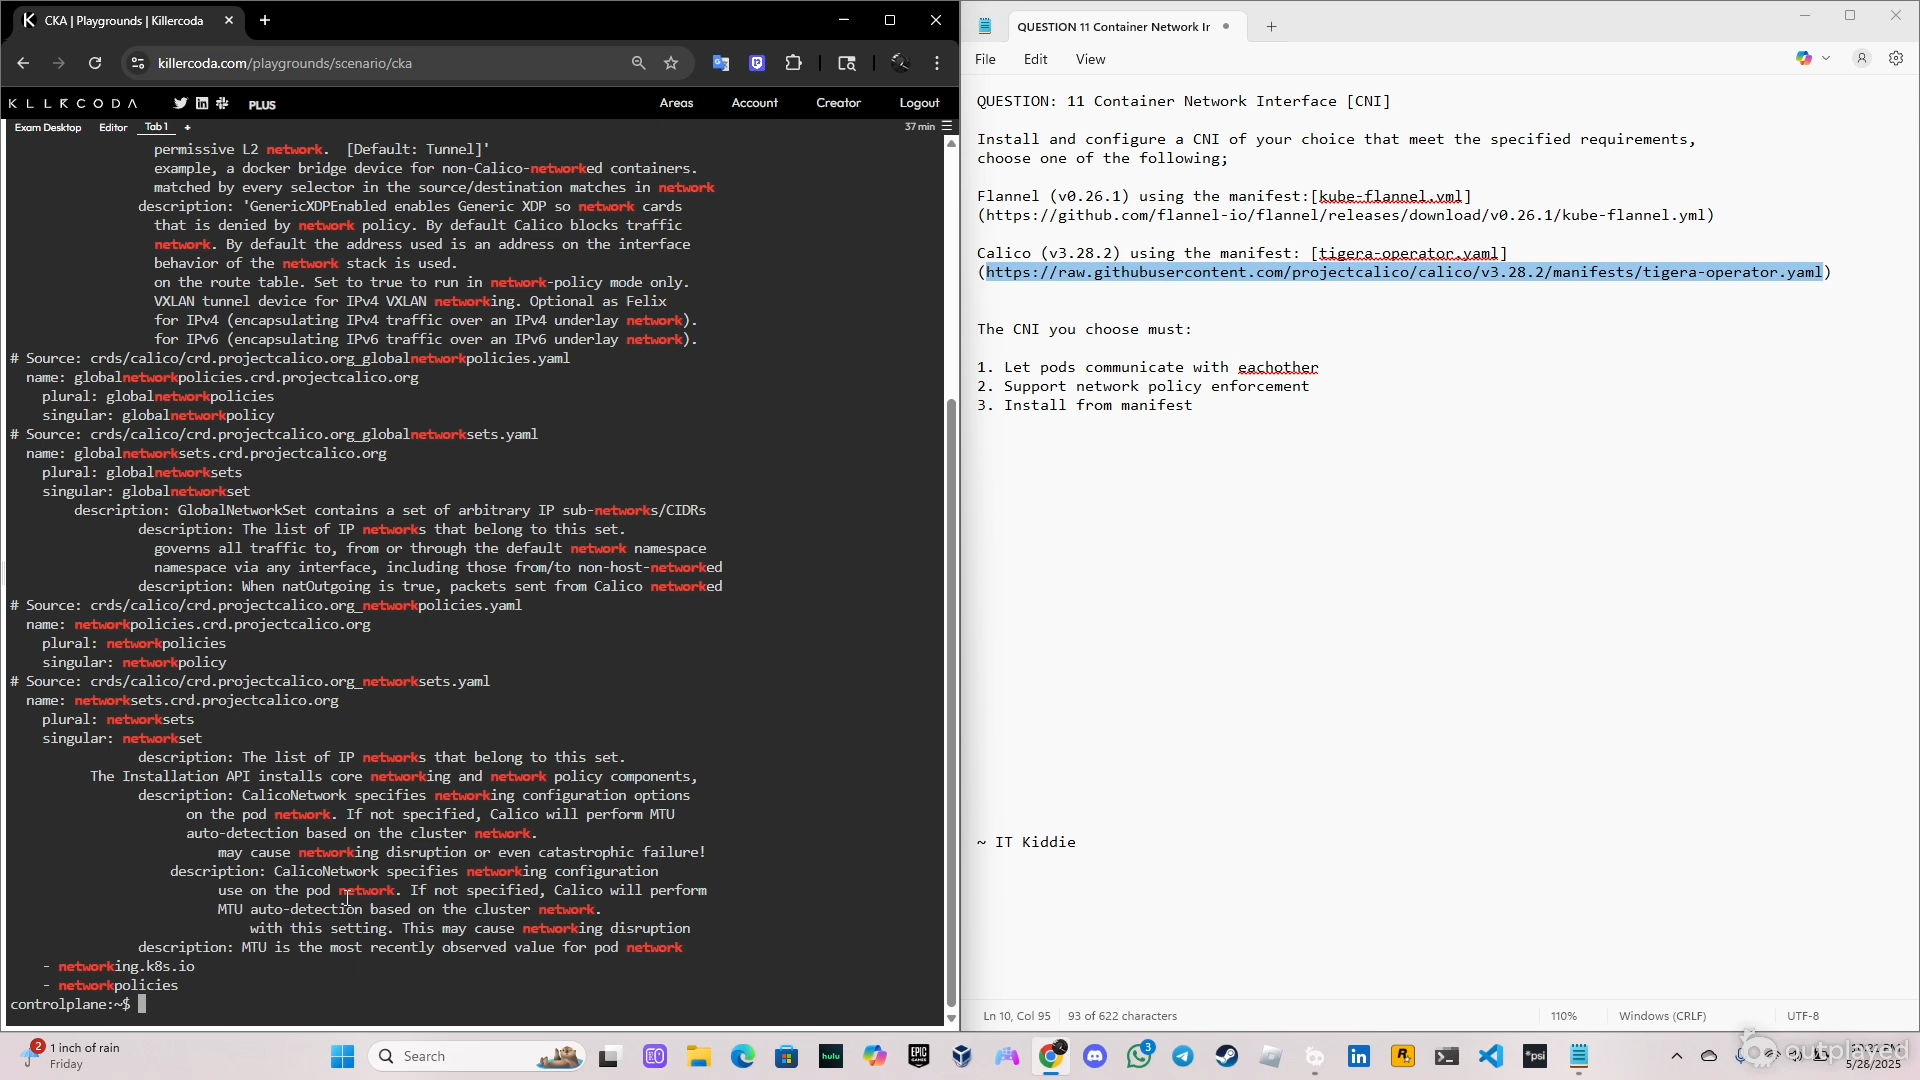 CKA | Playgrounds | Killercoda
killercoda.com/playgrounds/scenario/cka
KLLRCODA
PLUS
Areas
Account
Creator
Logout
Exam Desktop
Editor
Tab 1
+
37 min
permissive L2 network.  [Default: Tunnel]'
example, a docker bridge device for non-Calico-networked containers.
matched by every selector in the source/destination matches in network
description: 'GenericXDPEnabled enables Generic XDP so network cards
that is denied by network policy. By default Calico blocks traffic
network. By default the address used is an address on the interface
behavior of the network stack is used.
on the route table. Set to true to run in network-policy mode only.
VXLAN tunnel device for IPv4 VXLAN networking. Optional as Felix
for IPv4 (encapsulating IPv4 traffic over an IPv4 underlay network).
for IPv6 (encapsulating IPv6 traffic over an IPv6 underlay network).
# Source: crds/calico/crd.projectcalico.org_globalnetworkpolicies.yaml
name: globalnetworkpolicies.crd.projectcalico.org
plural: globalnetworkpolicies
singular: globalnetworkpolicy
# Source: crds/calico/crd.projectcalico.org_globalnetworksets.yaml
name: globalnetworksets.crd.projectcalico.org
plural: globalnetworksets
singular: globalnetworkset
description: GlobalNetworkSet contains a set of arbitrary IP sub-networks/CIDRs
description: The list of IP networks that belong to this set.
governs all traffic to, from or through the default network namespace
namespace via any interface, including those from/to non-host-networked
description: When natOutgoing is true, packets sent from Calico networked
# Source: crds/calico/crd.projectcalico.org_networkpolicies.yaml
name: networkpolicies.crd.projectcalico.org
plural: networkpolicies
singular: networkpolicy
# Source: crds/calico/crd.projectcalico.org_networksets.yaml
name: networksets.crd.projectcalico.org
plural: networksets
singular: networkset
description: The list of IP networks that belong to this set.
The Installation API installs core networking and network policy components,
description: CalicoNetwork specifies networking configuration options
on the pod network. If not specified, Calico will perform MTU
auto-detection based on the cluster network.
may cause networking disruption or even catastrophic failure!
description: CalicoNetwork specifies networking configuration
use on the pod network. If not specified, Calico will perform
MTU auto-detection based on the cluster network.
with this setting. This may cause networking disruption
description: MTU is the most recently observed value for pod network
- networking.k8s.io
- networkpolicies
controlplane:~$
QUESTION 11 Container Network Ir
File
Edit
View
QUESTION: 11 Container Network Interface [CNI]
Install and configure a CNI of your choice that meet the specified requirements,
choose one of the following;
Flannel (v0.26.1) using the manifest:[kube-flannel.yml]
(https://github.com/flannel-io/flannel/releases/download/v0.26.1/kube-flannel.yml)
Calico (v3.28.2) using the manifest: [tigera-operator.yaml]
(https://raw.githubusercontent.com/projectcalico/calico/v3.28.2/manifests/tigera-operator.yaml)
The CNI you choose must:
1. Let pods communicate with eachother
2. Support network policy enforcement
3. Install from manifest
~ IT Kiddie
Ln 10, Col 95
93 of 622 characters
110%
Windows (CRLF)
UTF-8
2
1 inch of rain
Friday
Search
hulu
EPIC GAMES
3
*psi
5/28/2025
outplayed